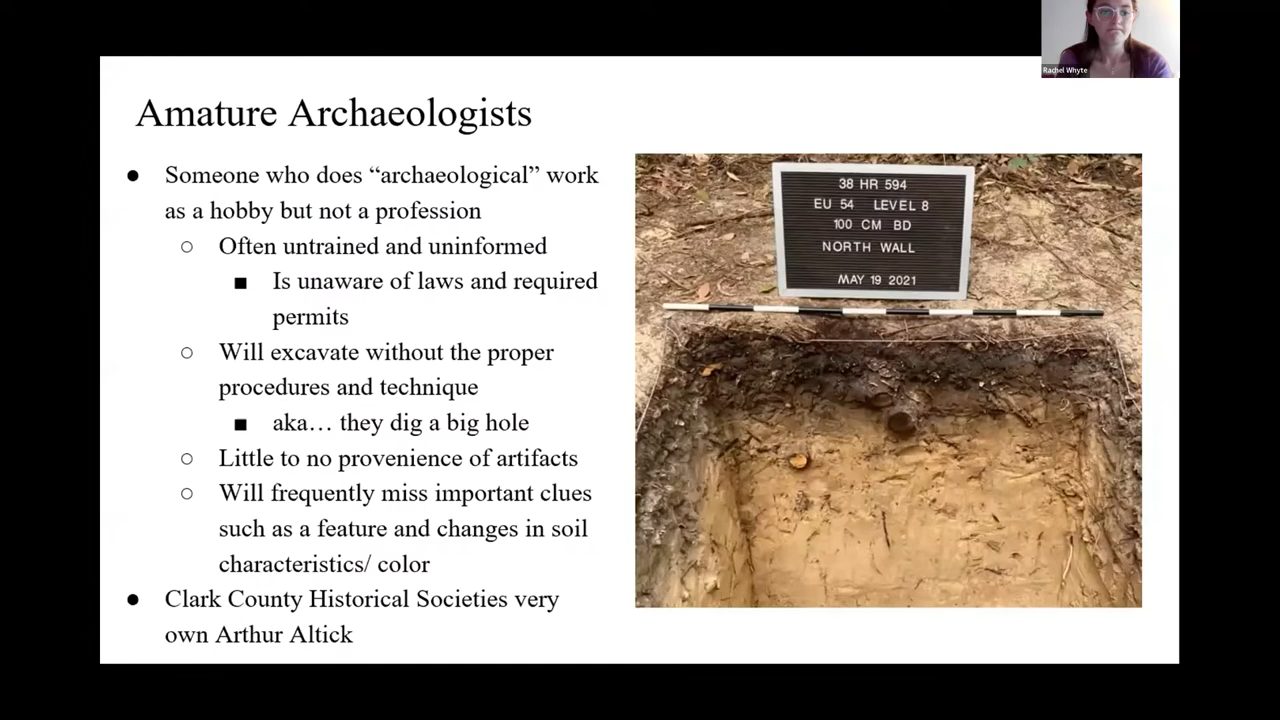 Rachel Whyte
Amature Archaeologists
● Someone who does “archaeological” work
as a hobby but not a profession
○ Often untrained and uninformed
■ Is unaware of laws and required
permits
○ Will excavate without the proper
procedures and technique
■ aka… they dig a big hole
○ Little to no provenience of artifacts
○ Will frequently miss important clues
such as a feature and changes in soil
characteristics/ color
● Clark County Historical Societies very
own Arthur Altick
38 HR 594
EU 54 LEVEL 8
100 CM BD
NORTH WALL
MAY 19 2021